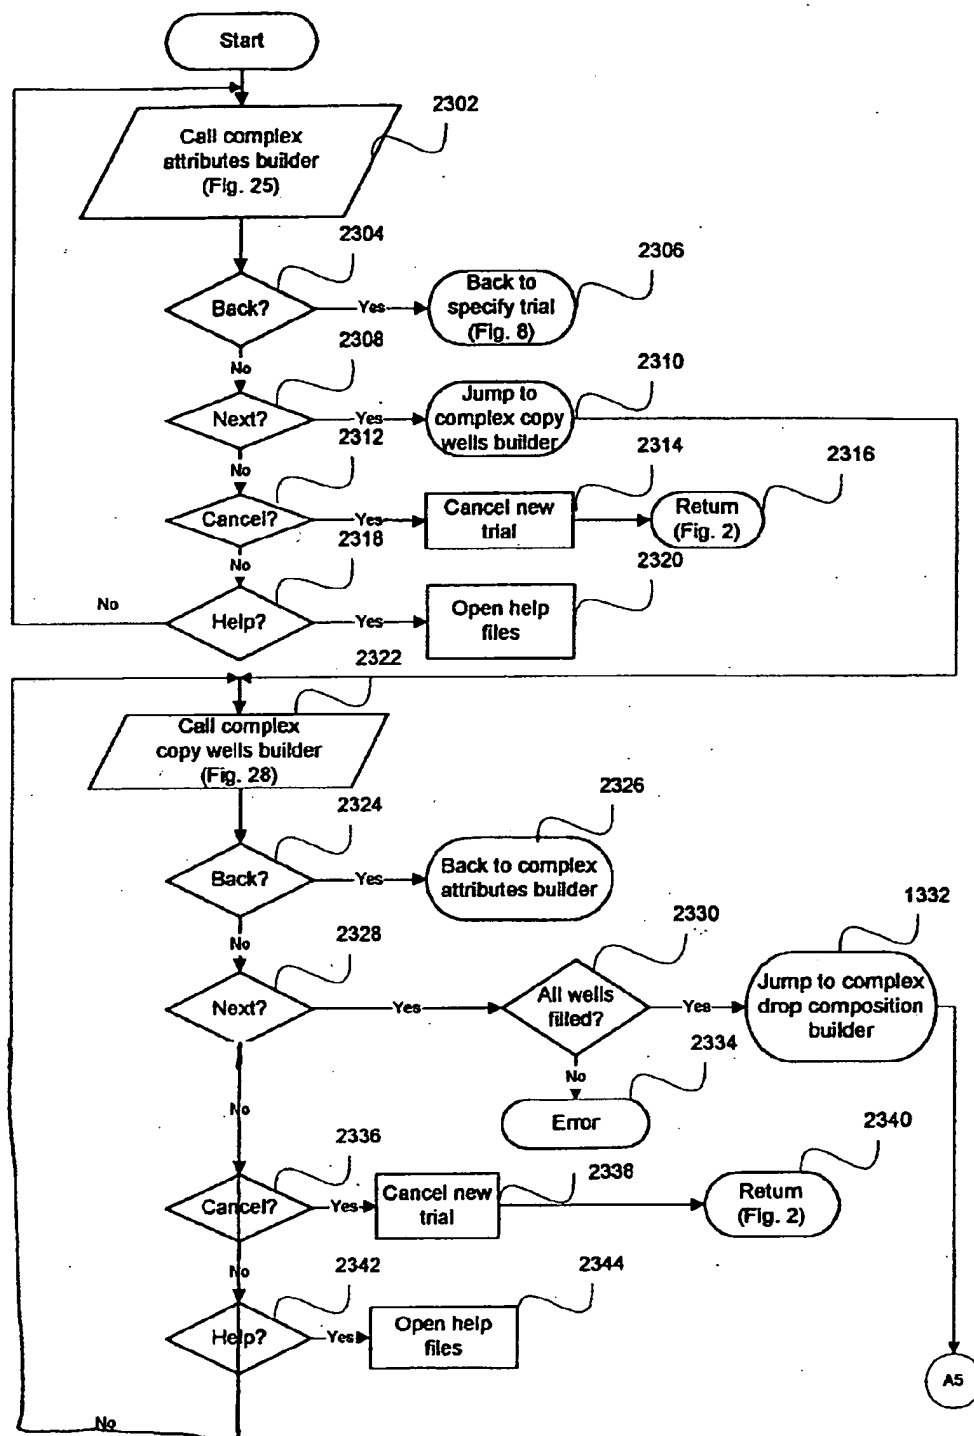 Start
2302
Call complex
attributes builder
(Fig. 25)
2304
2306
Back?
Yes
Back to
specify trial
(Fig. 8)
No
2308
2310
Next?
Yes
Jump to
complex copy
wells builder
2312
2314
2316
No
Cancel?
Yes
Cancel new
trial
Return
(Fig. 2)
2318
2320
No
No
Help?
Yes
Open help
files
2322
Call complex
copy wells builder
(Fig. 28)
2324
2326
Back?
Yes
Back to complex
attributes builder
No
2328
2330
1332
Next?
Yes
All wells
filled?
Yes
Jump to complex
drop composition
builder
2334
No
Error
No
2336
2338
2340
Cancel?
Yes
Cancel new
trial
Return
(Fig. 2)
No
2342
2344
Help?
Yes
Open help
files
A5
No